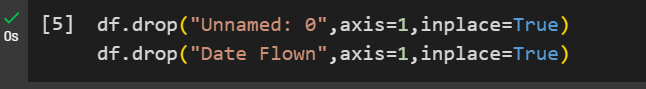 [5] df.drop("Unnamed: 0",axis=1,inplace=True)
0s df.drop("Date Flown",axis=1,inplace=True)